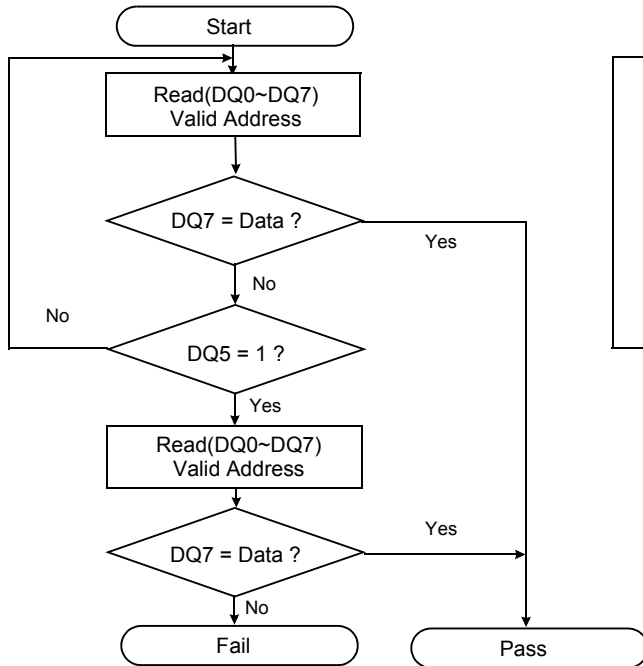 Start
Read(DQ0~DQ7)
Valid Address
DQ7 = Data ?
Yes
No
No
DQ5 = 1 ?
Yes
Read(DQ0~DQ7)
Valid Address
DQ7 = Data ?
Yes
No
Fail
Pass